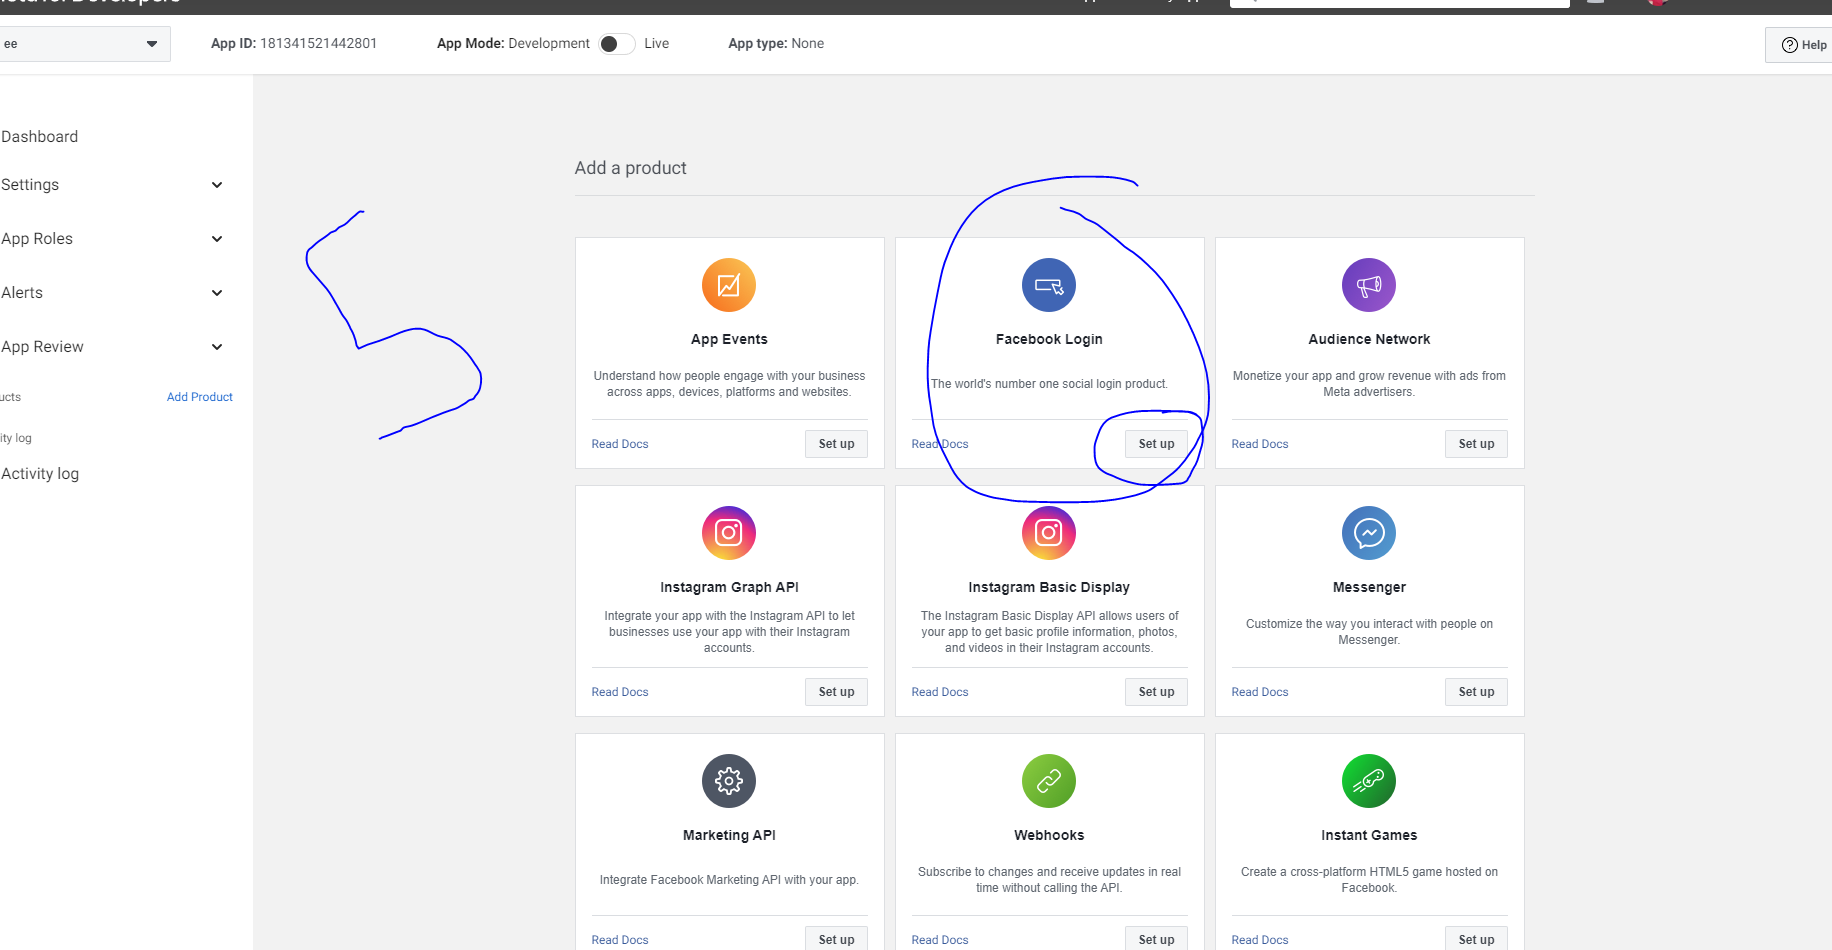 ee
App ID: 181341521442801
App Mode: Development
Live
App type: None
Help
Dashboard
Settings
App Roles
Alerts
App Review
ucts
Add Product
ity log
Activity log
5
Add a product
App Events
Understand how people engage with your business
across apps, devices, platforms and websites.
Read Docs
Set up
Facebook Login
The world's number one social login product.
Read Docs
Set up
Audience Network
Monetize your app and grow revenue with ads from
Meta advertisers.
Read Docs
Set up
Instagram Graph API
Integrate your app with the Instagram API to let
businesses use your app with their Instagram
accounts.
Read Docs
Set up
Instagram Basic Display
The Instagram Basic Display API allows users of
your app to get basic profile information, photos,
and videos in their Instagram accounts.
Read Docs
Set up
Messenger
Customize the way you interact with people on
Messenger.
Read Docs
Set up
Marketing API
Integrate Facebook Marketing API with your app.
Read Docs
Set up
Webhooks
Subscribe to changes and receive updates in real
time without calling the API.
Read Docs
Set up
Instant Games
Create a cross-platform HTML5 game hosted on
Facebook.
Read Docs
Set up